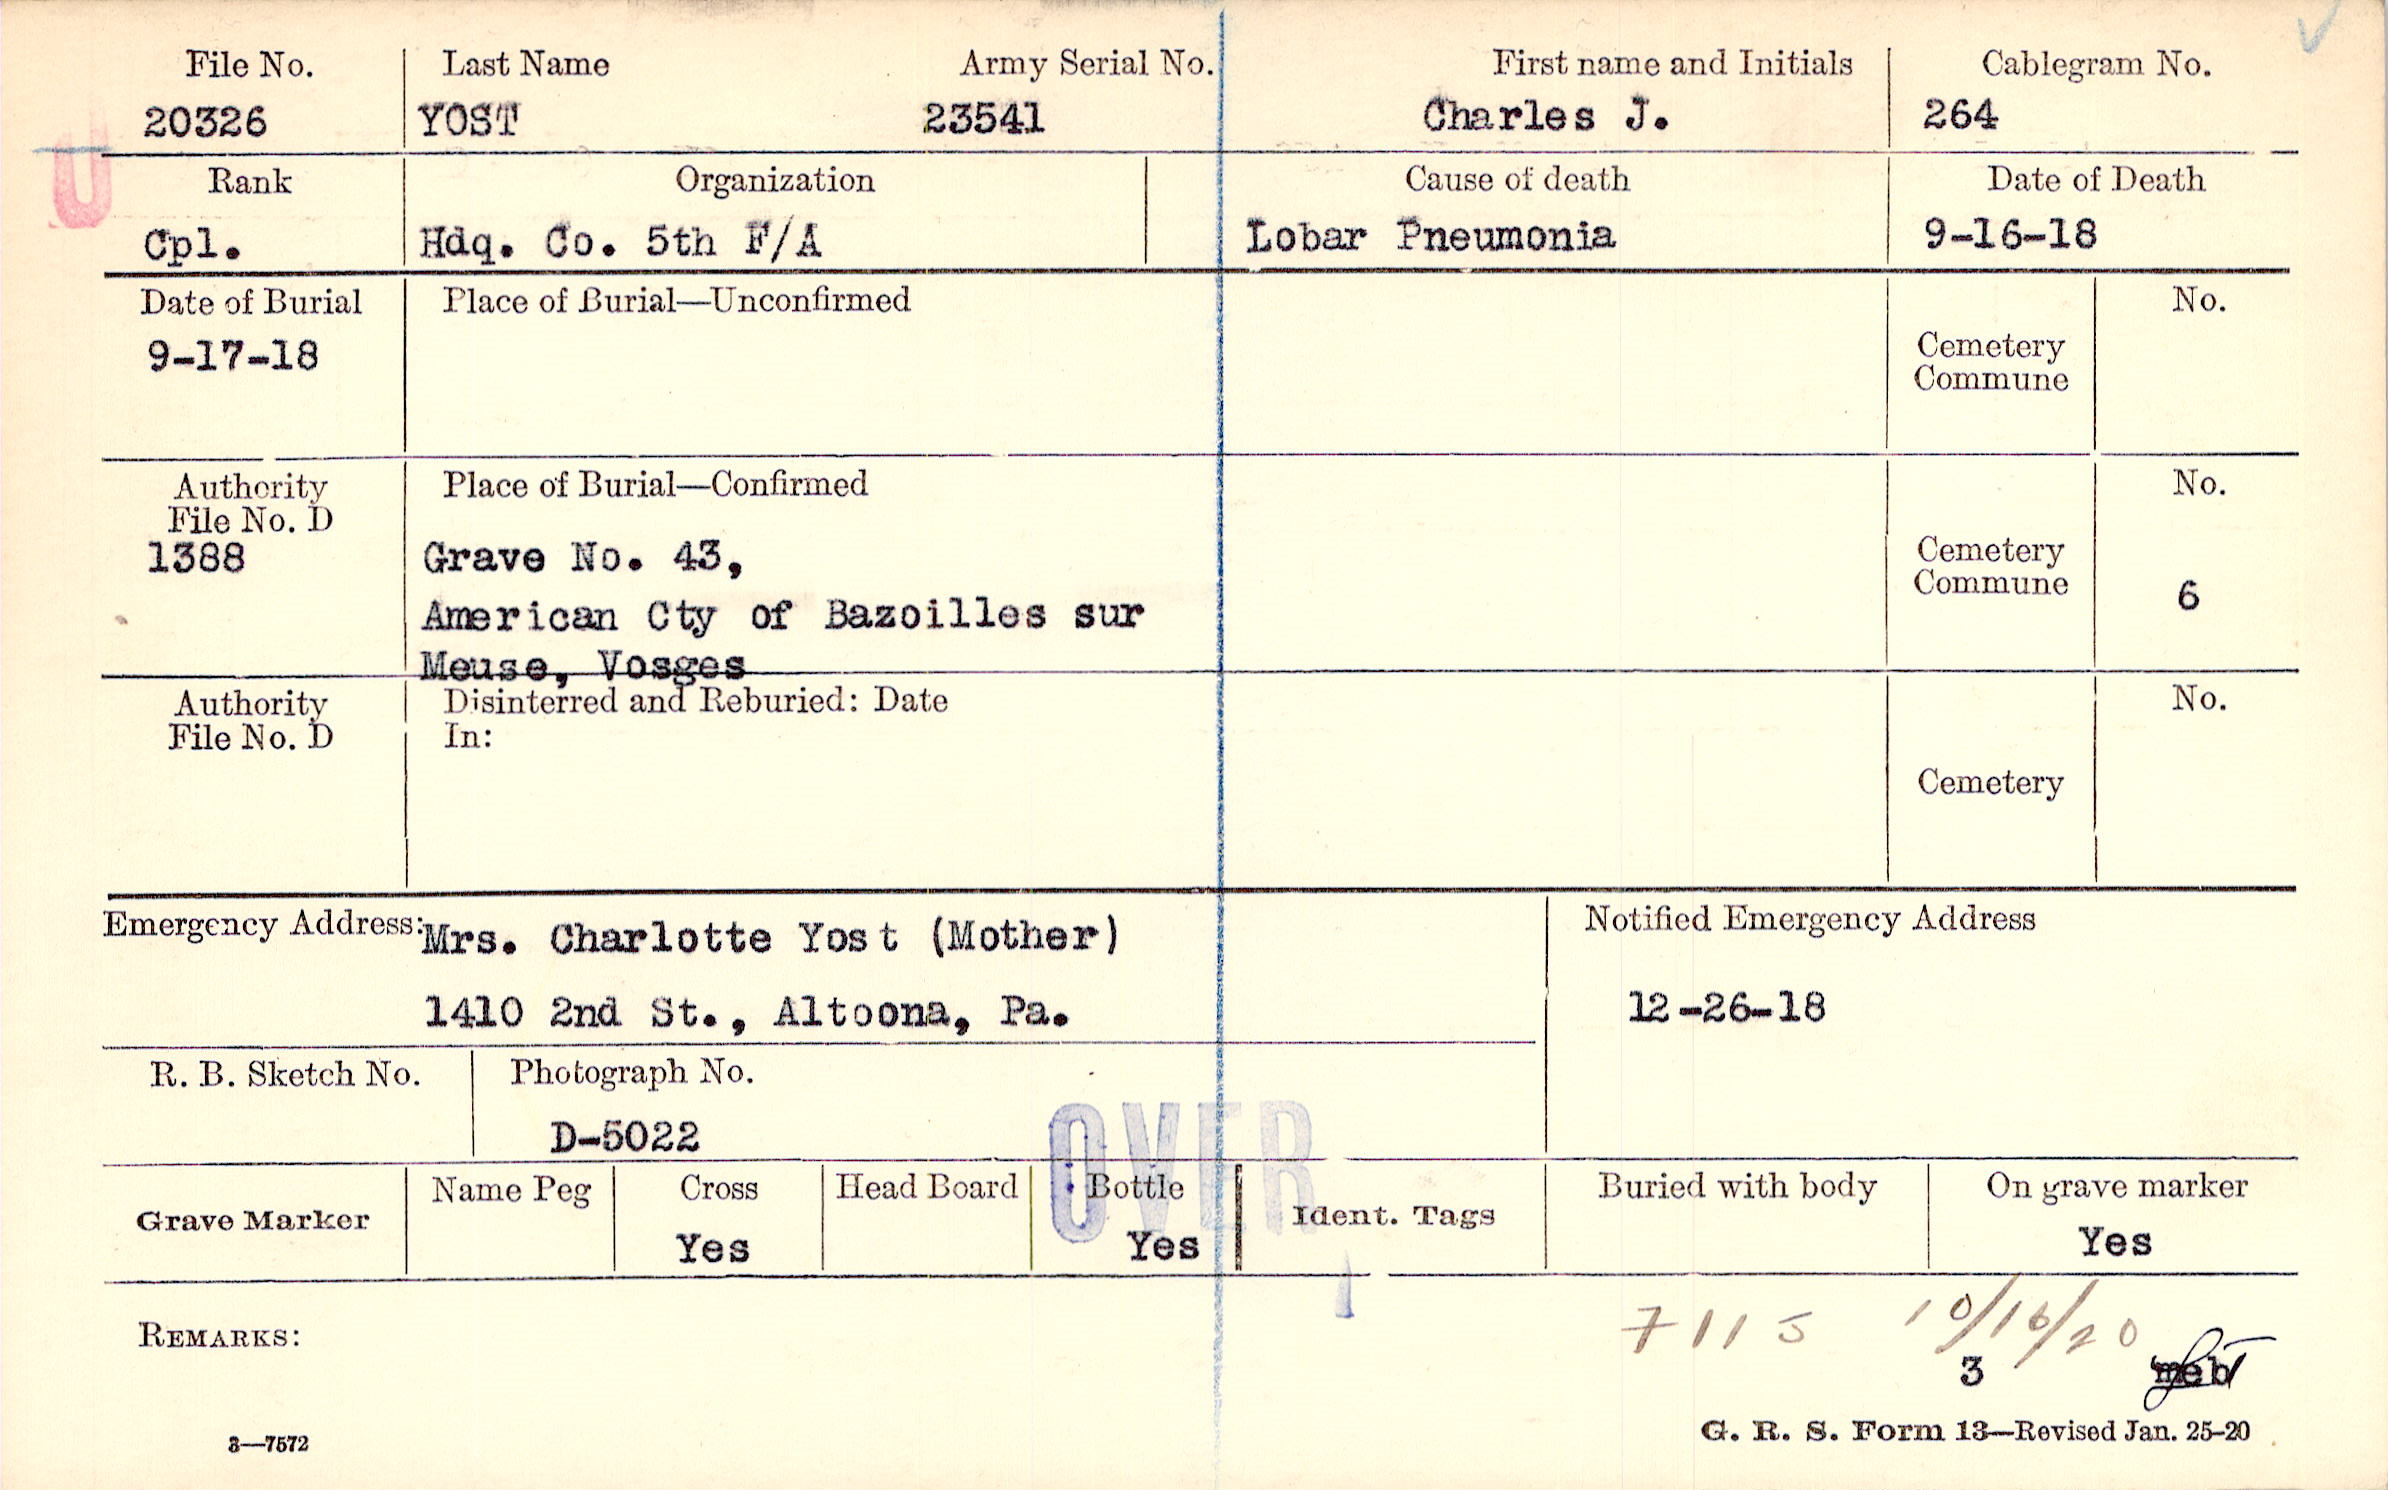 File No. Last Name Army Serial No. First name and Initials Cablegram No.
20326 YOST 23541 Charles J. 264
Rank Organization Cause of death Date of Death
Cpl. Hdq. Co. 5th F/A Lobar Pneumonia 9-16-18
Date of Burial Place of Burial—Unconfirmed No.
9-17-18
Cemetery
Commune
Authority Place of Burial—Confirmed No.
File No. D
1388 Grave No. 43,
Cemetery
Commune 6
American Cty of Bazoilles sur
Meuse, Vosges
Authority Disinterred and Reburied: Date No.
File No. D In:
Cemetery
Emergency Address: Mrs. Charlotte Yost (Mother) Notified Emergency Address
1410 2nd St., Altoona, Pa. 12-26-18
R. B. Sketch No. Photograph No.
D-5022
OVER
Grave Marker Name Peg Cross Head Board Bottle Ident. Tags Buried with body On grave marker
Yes Yes Yes
REMARKS: 7115 10/16/20
3 meb
3—7572 G. R. S. Form 13—Revised Jan. 25-20